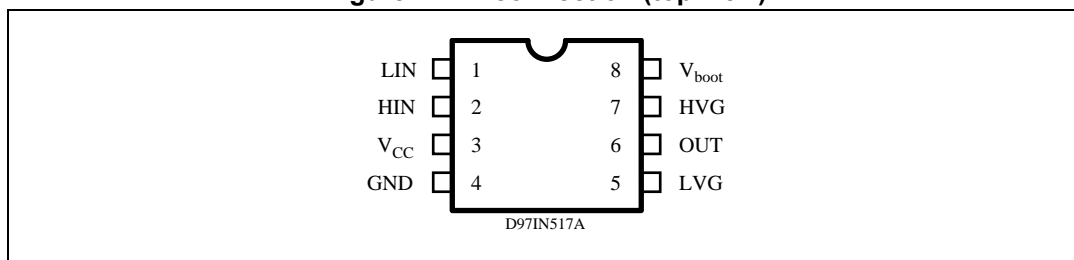 LIN 1 8 Vboot
HIN 2 7 HVG
VCC 3 6 OUT
GND 4 5 LVG
D97IN517A